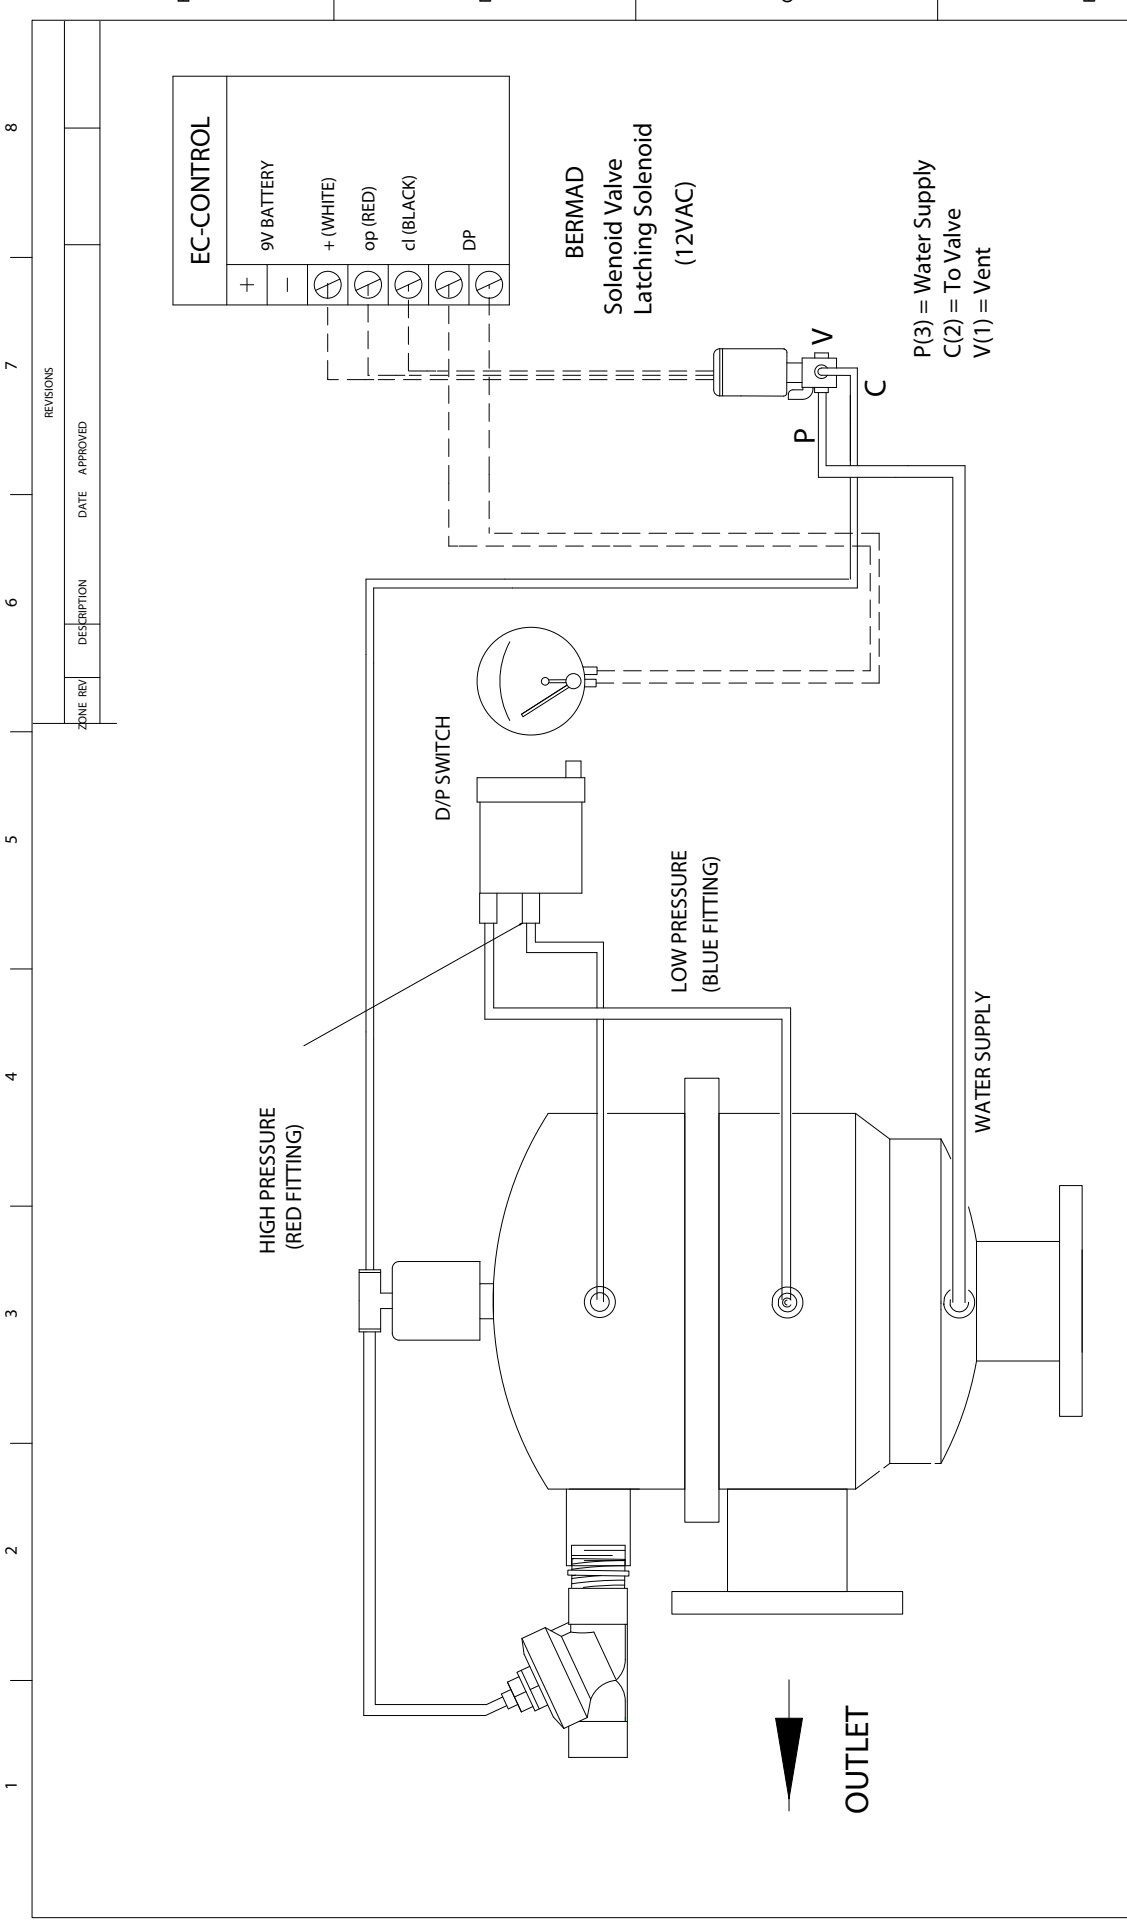 8
7
6
5
4
3
2
1
REVISIONS
ZONE REV DESCRIPTION DATE APPROVED
EC-CONTROL
+ 9V BATTERY
−
+ (WHITE)
op (RED)
cl (BLACK)
DP
BERMAD
Solenoid Valve
Latching Solenoid
(12VAC)
P(3) = Water Supply
C(2) = To Valve
V(1) = Vent
P
V
C
D/P SWITCH
HIGH PRESSURE
(RED FITTING)
LOW PRESSURE
(BLUE FITTING)
WATER SUPPLY
OUTLET